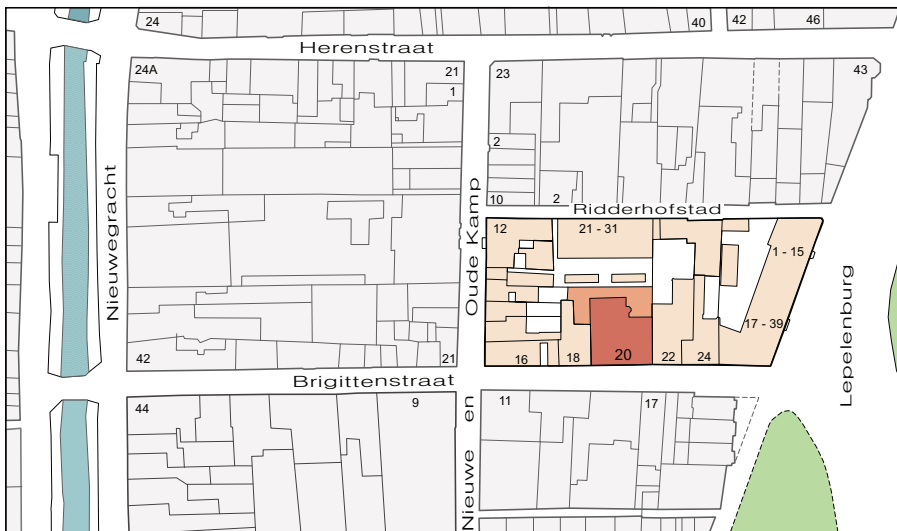 24
40
42
46
Herenstraat
24A
21
1
23
43
2
10
2
Nieuwegracht
Oude Kamp
Ridderhofstad
12
21 - 31
1 - 15
17 - 39
16
18
20
22
24
Lepelenburg
42
21
Brigittenstraat
44
9
11
17
Nieuwe en